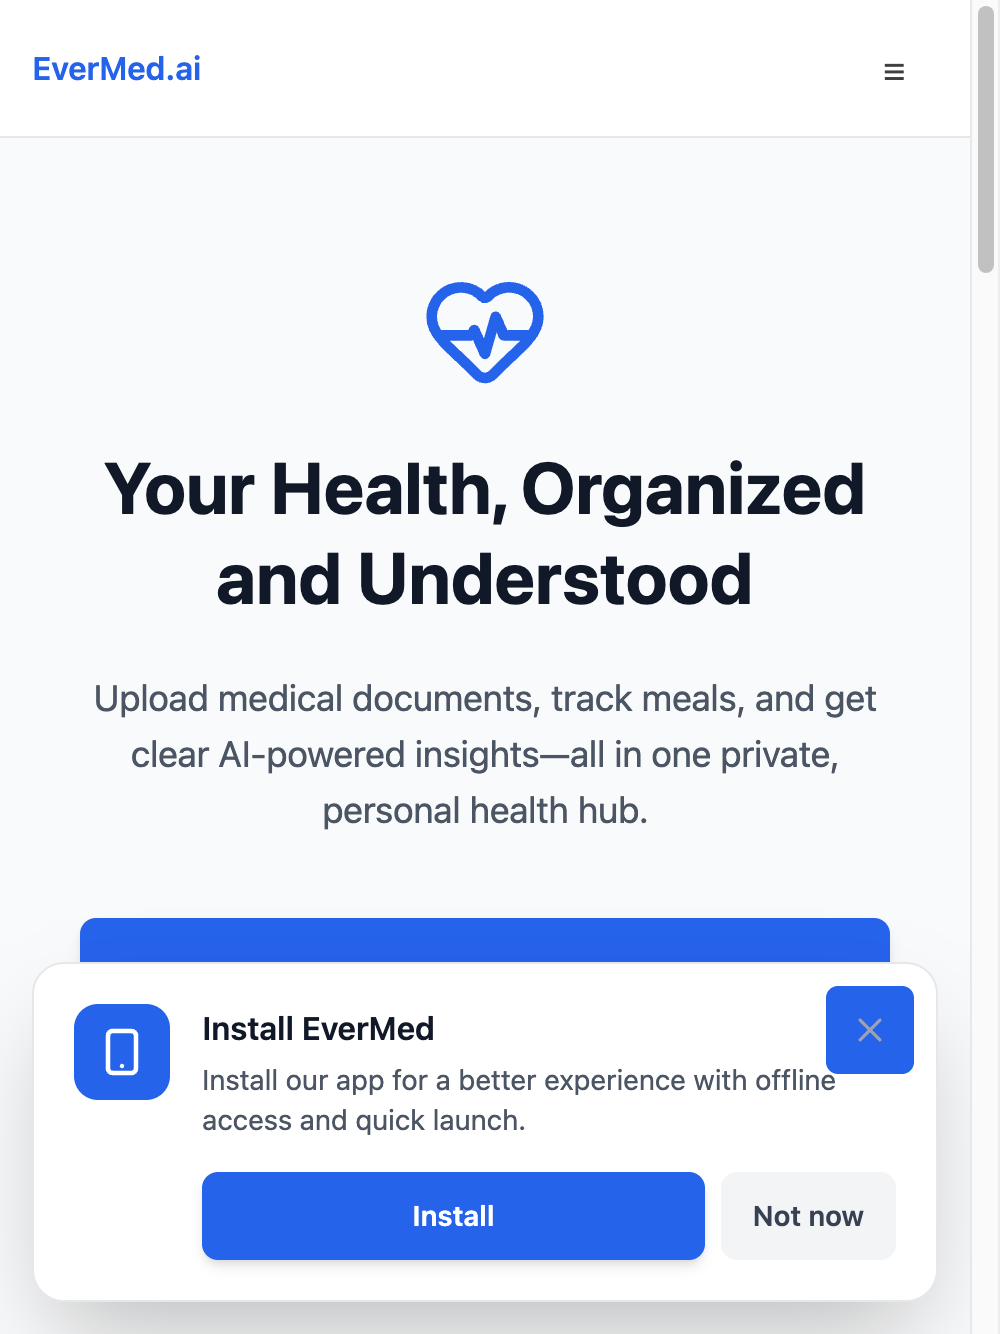 EverMed.ai
Your Health, Organized
and Understood
Upload medical documents, track meals, and get
clear AI-powered insights—all in one private,
personal health hub.
Install EverMed
Install our app for a better experience with offline
access and quick launch.
Install
Not now